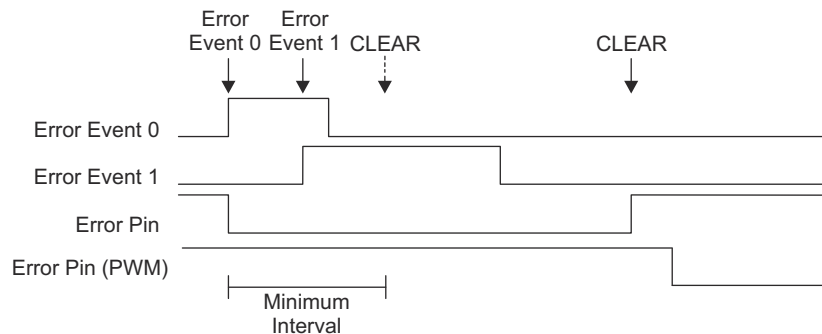 Error Error
Event 0 Event 1 CLEAR CLEAR
Error Event 0
Error Event 1
Error Pin
Error Pin (PWM)
Minimum
Interval